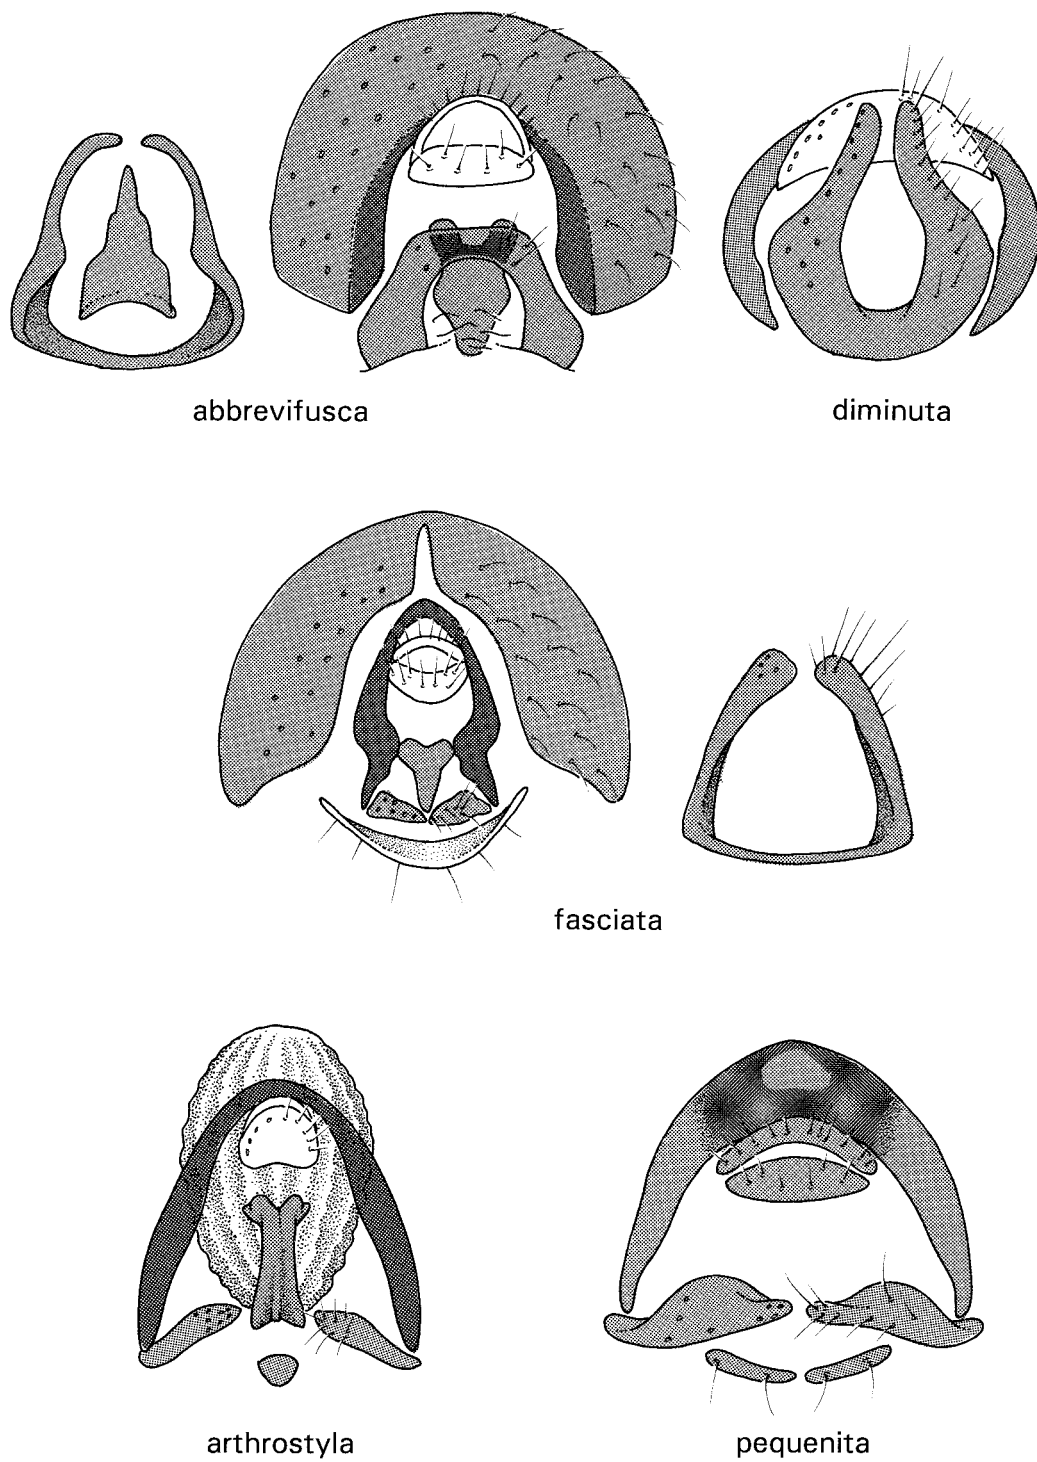 abbrevifusca
diminuta
fasciata
arthrostyla
pequenita